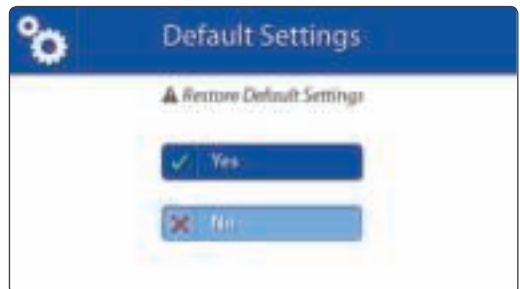 Default Settings
Restore Default Settings
Yes
No